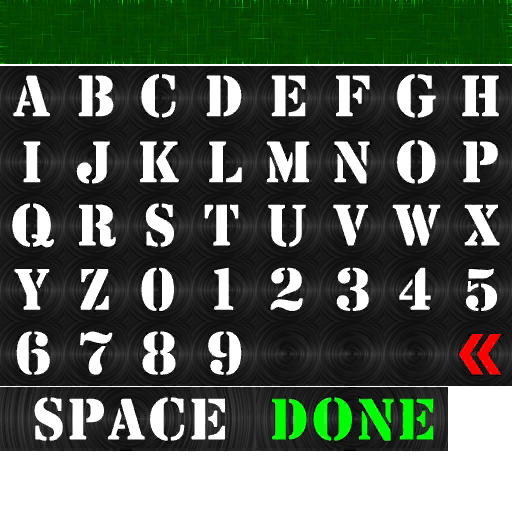 A B C D E F G H
I J K L M N O P
Q R S T U V W X
Y Z 0 1 2 3 4 5
6 7 8 9 «
SPACE DONE